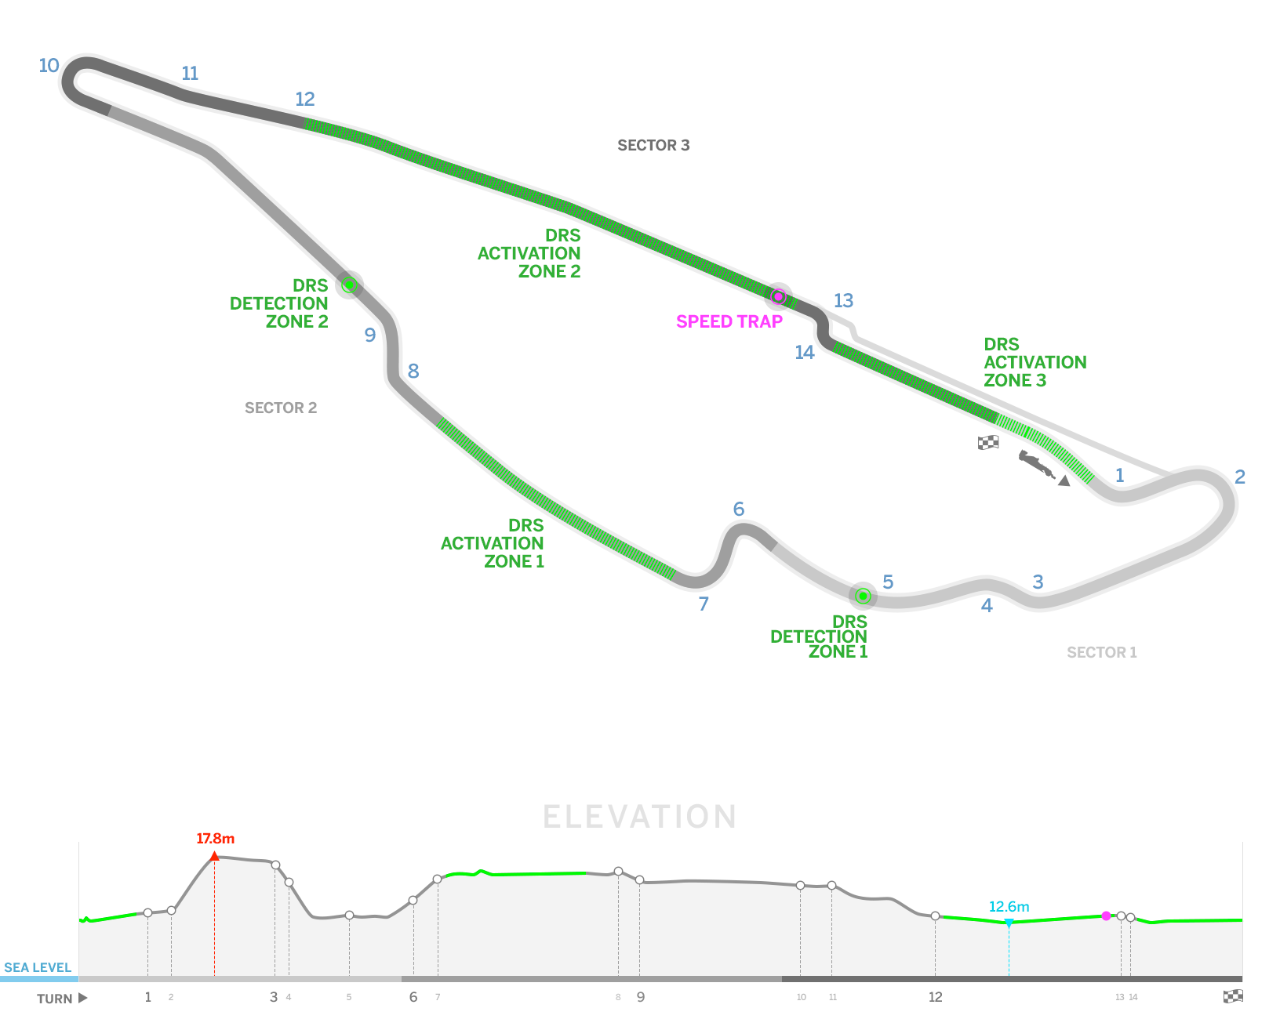 10
11
12
SECTOR 3
DRS
ACTIVATION
ZONE 2
DRS
DETECTION
ZONE 2
SPEED TRAP
13
14
9
8
DRS
ACTIVATION
ZONE 3
SECTOR 2
1
2
6
DRS
ACTIVATION
ZONE 1
7
5
4
3
DRS
DETECTION
ZONE 1
SECTOR 1
ELEVATION
17.8m
12.6m
SEA LEVEL
TURN 1 2 3 4 5 6 7 8 9 10 11 12 13 14